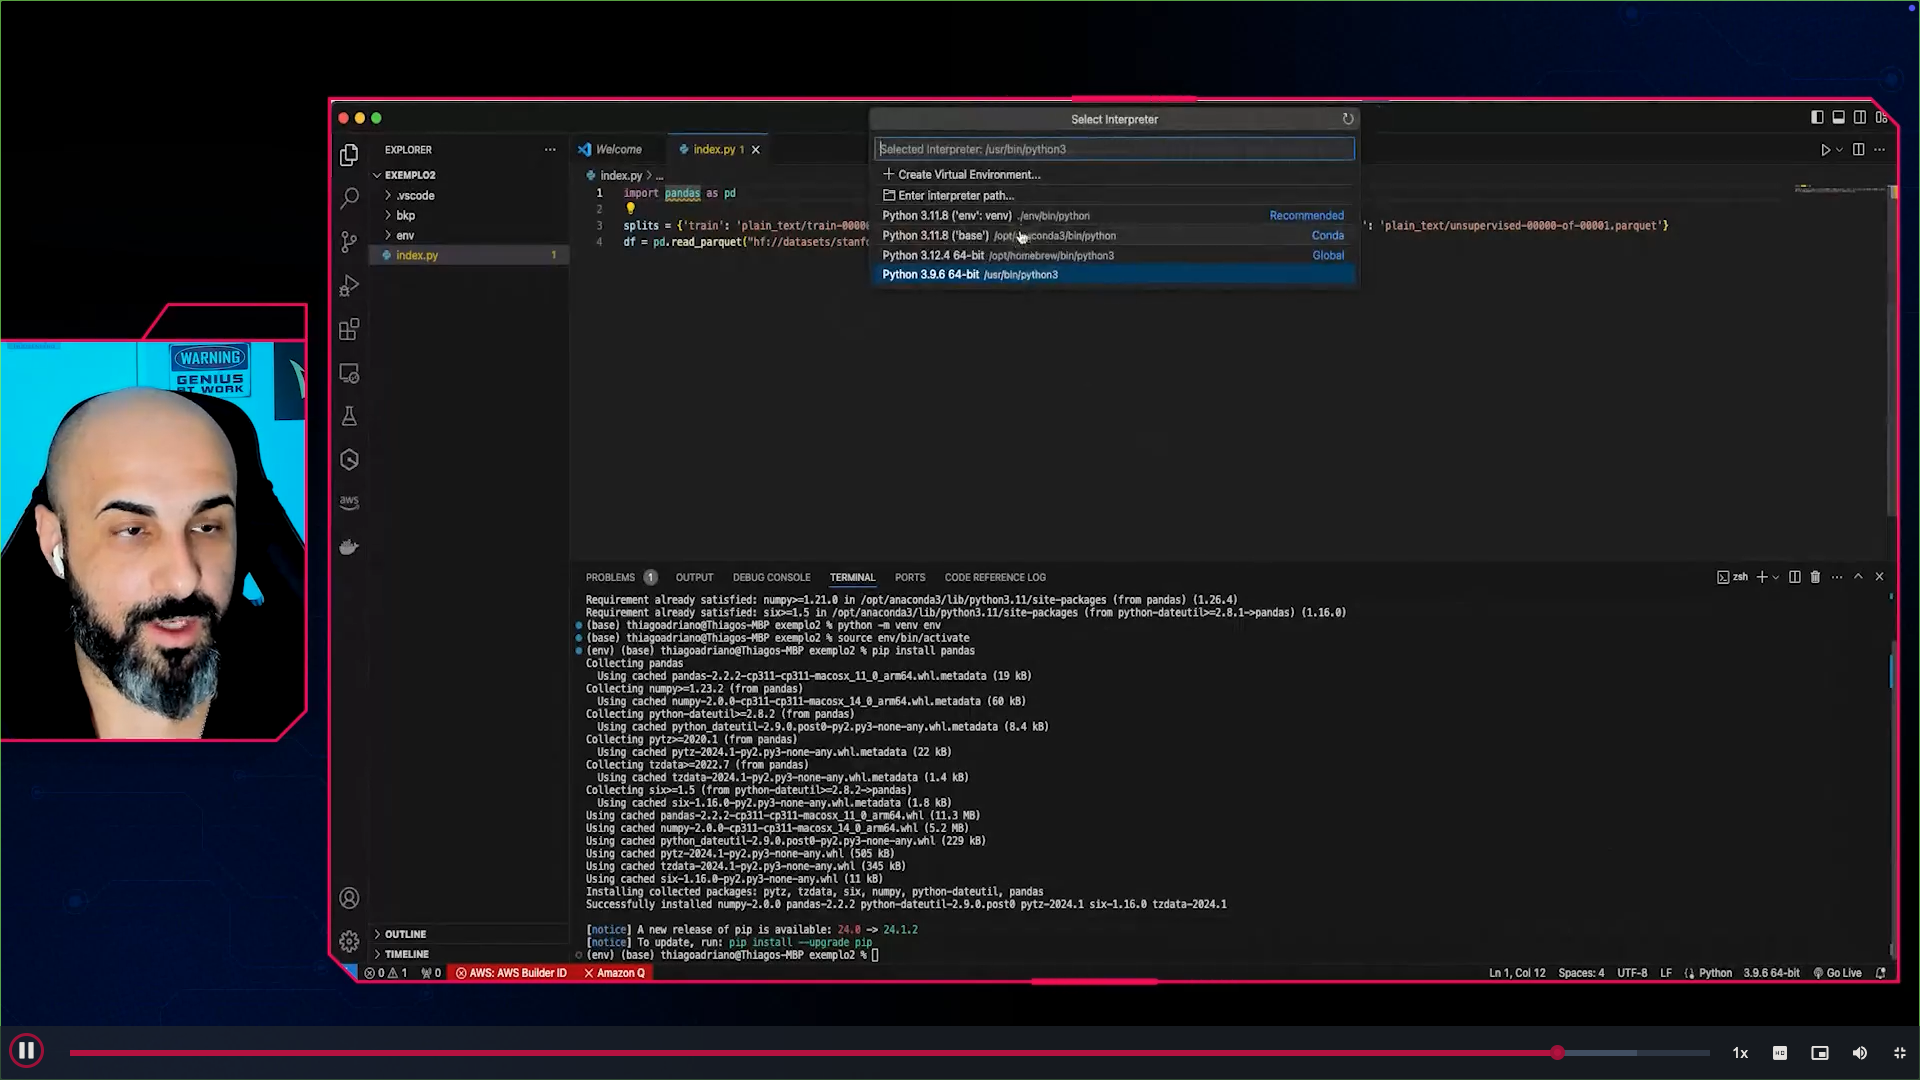 WARNING
GENIUS
AT WORK
Select Interpreter
Selected Interpreter: /usr/bin/python3
Create Virtual Environment...
Enter interpreter path...
Python 3.11.8 ('env': venv) ./env/bin/python Recommended
Python 3.11.8 ('base') Conda
Python 3.12.4 64-bit /opt/homebrew/bin/python3 Global
Python 3.9.6 64-bit /usr/bin/python3
EXPLORER
EXEMPLO2
.vscode
bkp
env
index.py 1
OUTLINE
TIMELINE
Welcome
index.py 1
index.py > ...
1 import pandas as pd
2
3 splits = {'train': 'plain_text/train-0000 ': 'plain_text/unsupervised-00000-of-00001.parquet'}
4 df = pd.read_parquet("hf://datasets/stanfo
PROBLEMS 1 OUTPUT DEBUG CONSOLE TERMINAL PORTS CODE REFERENCE LOG
zsh
Requirement already satisfied: numpy>=1.21.0 in /opt/anaconda3/lib/python3.11/site-packages (from pandas) (1.26.4)
Requirement already satisfied: six>=1.5 in /opt/anaconda3/lib/python3.11/site-packages (from python-dateutil>=2.8.1->pandas) (1.16.0)
(base) thiagoadriano@Thiagos-MBP exemplo2 % python -m venv env
(base) thiagoadriano@Thiagos-MBP exemplo2 % source env/bin/activate
(env) (base) thiagoadriano@Thiagos-MBP exemplo2 % pip install pandas
Collecting pandas
Using cached pandas-2.2.2-cp311-cp311-macosx_11_0_arm64.whl.metadata (19 kB)
Collecting numpy>=1.23.2 (from pandas)
Using cached numpy-2.0.0-cp311-cp311-macosx_14_0_arm64.whl.metadata (60 kB)
Collecting python-dateutil>=2.8.2 (from pandas)
Using cached python_dateutil-2.9.0.post0-py2.py3-none-any.whl.metadata (8.4 kB)
Collecting pytz>=2020.1 (from pandas)
Using cached pytz-2024.1-py2.py3-none-any.whl.metadata (22 kB)
Collecting tzdata>=2022.7 (from pandas)
Using cached tzdata-2024.1-py2.py3-none-any.whl.metadata (1.4 kB)
Collecting six>=1.5 (from python-dateutil>=2.8.2->pandas)
Using cached six-1.16.0-py2.py3-none-any.whl.metadata (1.8 kB)
Using cached pandas-2.2.2-cp311-cp311-macosx_11_0_arm64.whl (11.3 MB)
Using cached numpy-2.0.0-cp311-cp311-macosx_14_0_arm64.whl (5.2 MB)
Using cached python_dateutil-2.9.0.post0-py2.py3-none-any.whl (229 kB)
Using cached pytz-2024.1-py2.py3-none-any.whl (505 kB)
Using cached tzdata-2024.1-py2.py3-none-any.whl (345 kB)
Using cached six-1.16.0-py2.py3-none-any.whl (11 kB)
Installing collected packages: pytz, tzdata, six, numpy, python-dateutil, pandas
Successfully installed numpy-2.0.0 pandas-2.2.2 python-dateutil-2.9.0.post0 pytz-2024.1 six-1.16.0 tzdata-2024.1
[notice] A new release of pip is available: 24.0 -> 24.1.2
[notice] To update, run: pip install --upgrade pip
(env) (base) thiagoadriano@Thiagos-MBP exemplo2 %
0 1 0 AWS: AWS Builder ID Amazon Q
Ln 1, Col 12 Spaces: 4 UTF-8 LF Python 3.9.6 64-bit Go Live
aws
1x